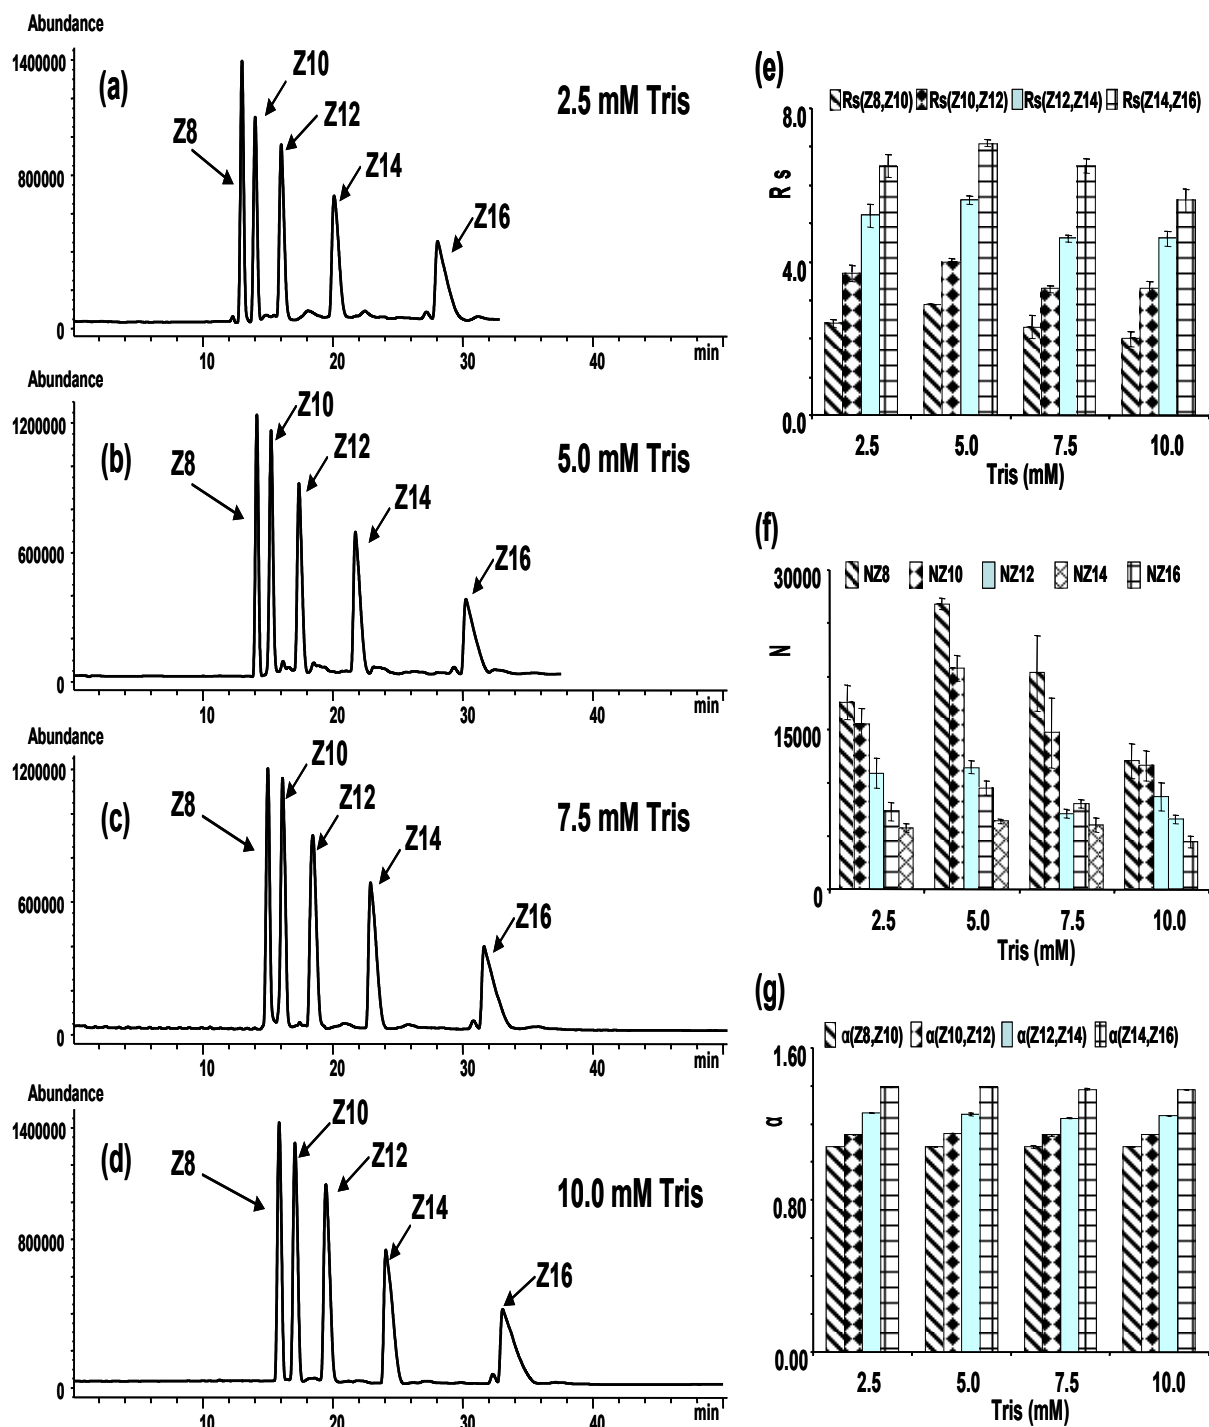 Abundance
1400000
(a)
Z10
2.5 mM Tris
Z12
Z8
Z14
800000
Z16
0
10
20
30
40
min
Abundance
1200000
Z10
(b)
Z12
5.0 mM Tris
Z8
Z14
600000
Z16
0
10
20
30
40
min
Abundance
1200000
Z10
Z8
Z12
(c)
7.5 mM Tris
Z14
600000
Z16
0
10
20
30
40
min
Abundance
1400000
Z10
(d)
Z8
Z12
10.0 mM Tris
Z14
800000
Z16
0
10
20
30
40
min
(e)
Rs(Z8,Z10) Rs(Z10,Z12) Rs(Z12,Z14) Rs(Z14,Z16)
8.0
Rs
4.0
0.0
2.5 5.0 7.5 10.0
Tris (mM)
(f)
30000
NZ8 NZ10 NZ12 NZ14 NZ16
N
15000
0
2.5 5.0 7.5 10.0
Tris (mM)
(g)
α(Z8,Z10) α(Z10,Z12) α(Z12,Z14) α(Z14,Z16)
1.60
α
0.80
0.00
2.5 5.0 7.5 10.0
Tris (mM)